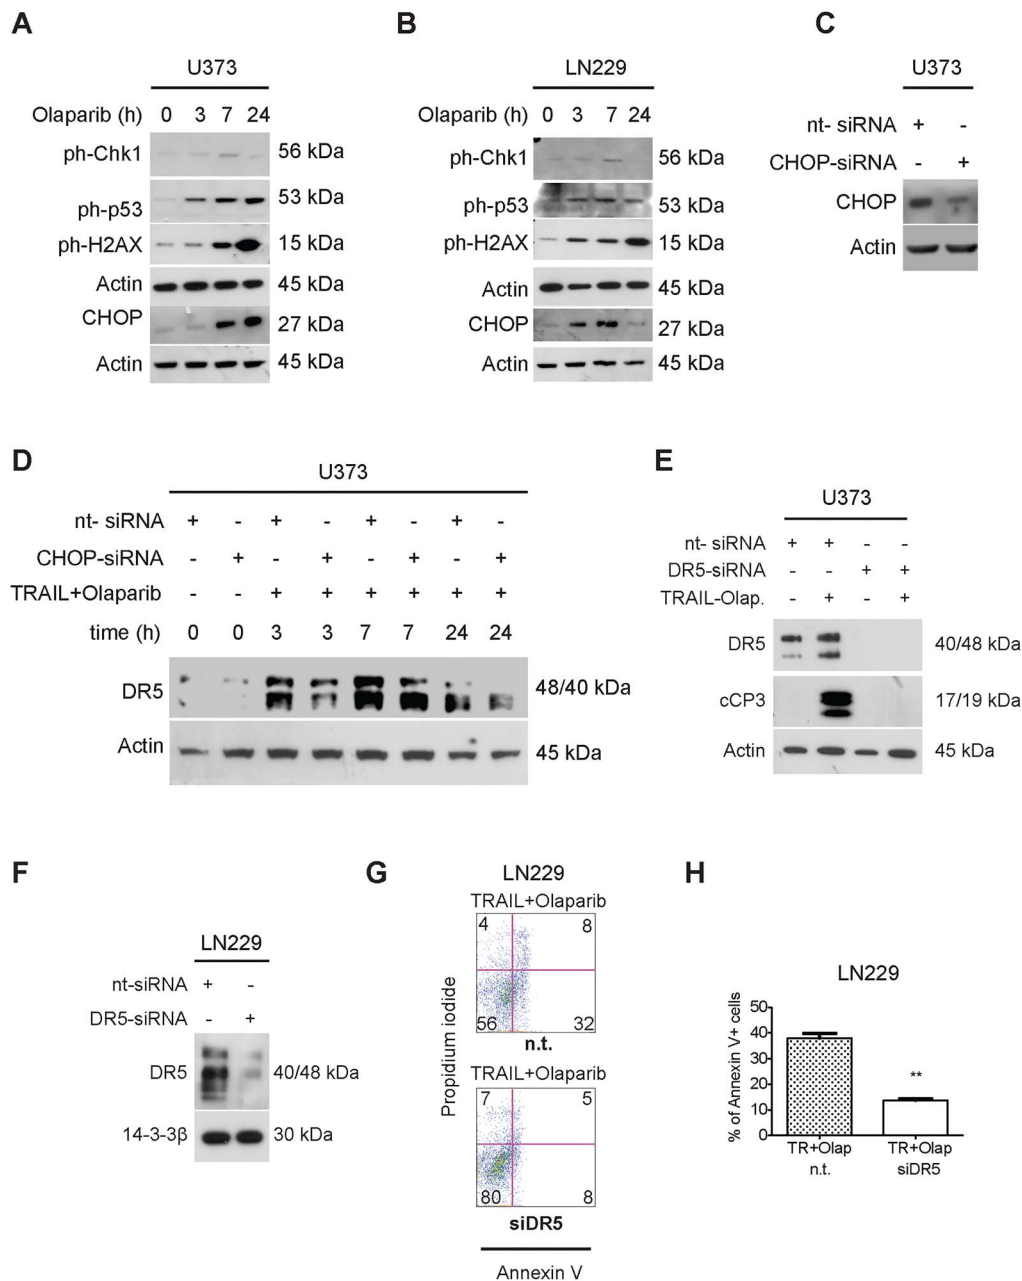 A
U373
Olaparib (h) 0 3 7 24
ph-Chk1 56 kDa
ph-p53 53 kDa
ph-H2AX 15 kDa
Actin 45 kDa
CHOP 27 kDa
Actin 45 kDa
B
LN229
Olaparib (h) 0 3 7 24
ph-Chk1 56 kDa
ph-p53 53 kDa
ph-H2AX 15 kDa
Actin 45 kDa
CHOP 27 kDa
Actin 45 kDa
C
U373
nt- siRNA + -
CHOP-siRNA - +
CHOP
Actin
D
U373
nt- siRNA + - + - + - + -
CHOP-siRNA - + - + - + - +
TRAIL+Olaparib - - + + + + + +
time (h) 0 0 3 3 7 7 24 24
DR5 48/40 kDa
Actin 45 kDa
E
U373
nt- siRNA + + - -
DR5-siRNA - - + +
TRAIL-Olap. - + - +
DR5 40/48 kDa
cCP3 17/19 kDa
Actin 45 kDa
F
LN229
nt-siRNA + -
DR5-siRNA - +
DR5 40/48 kDa
14-3-3β 30 kDa
G
LN229
TRAIL+Olaparib
4 8
56 32
n.t.
TRAIL+Olaparib
7 5
80 8
siDR5
Propidium iodide
Annexin V
H
LN229
% of Annexin V+ cells
50
40
30
20
10
0
**
TR+Olap TR+Olap
n.t. siDR5